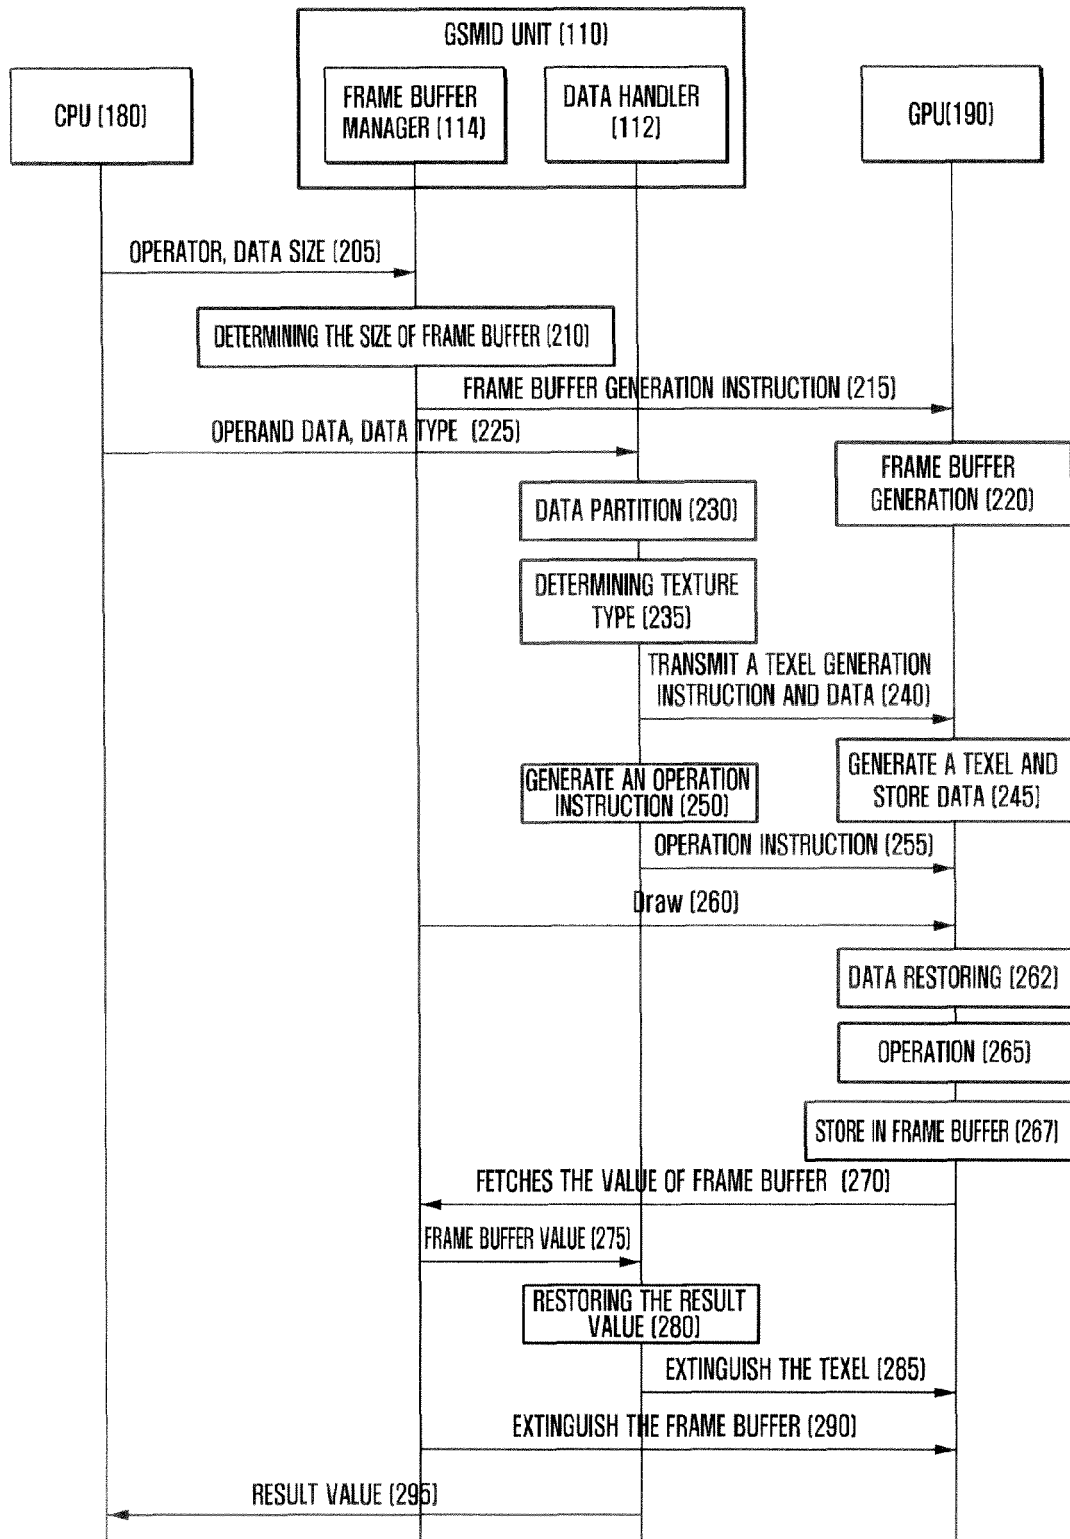 GSMID UNIT (110)
CPU (180)
FRAME BUFFER
MANAGER (114)
DATA HANDLER
(112)
GPU(190)
OPERATOR, DATA SIZE (205)
DETERMINING THE SIZE OF FRAME BUFFER (210)
FRAME BUFFER GENERATION INSTRUCTION (215)
OPERAND DATA, DATA TYPE (225)
FRAME BUFFER
GENERATION (220)
DATA PARTITION (230)
DETERMINING TEXTURE
TYPE (235)
TRANSMIT A TEXEL GENERATION
INSTRUCTION AND DATA (240)
GENERATE A TEXEL AND
STORE DATA (245)
GENERATE AN OPERATION
INSTRUCTION (250)
OPERATION INSTRUCTION (255)
Draw (260)
DATA RESTORING (262)
OPERATION (265)
STORE IN FRAME BUFFER (267)
FETCHES THE VALUE OF FRAME BUFFER (270)
FRAME BUFFER VALUE (275)
RESTORING THE RESULT
VALUE (280)
EXTINGUISH THE TEXEL (285)
EXTINGUISH THE FRAME BUFFER (290)
RESULT VALUE (295)